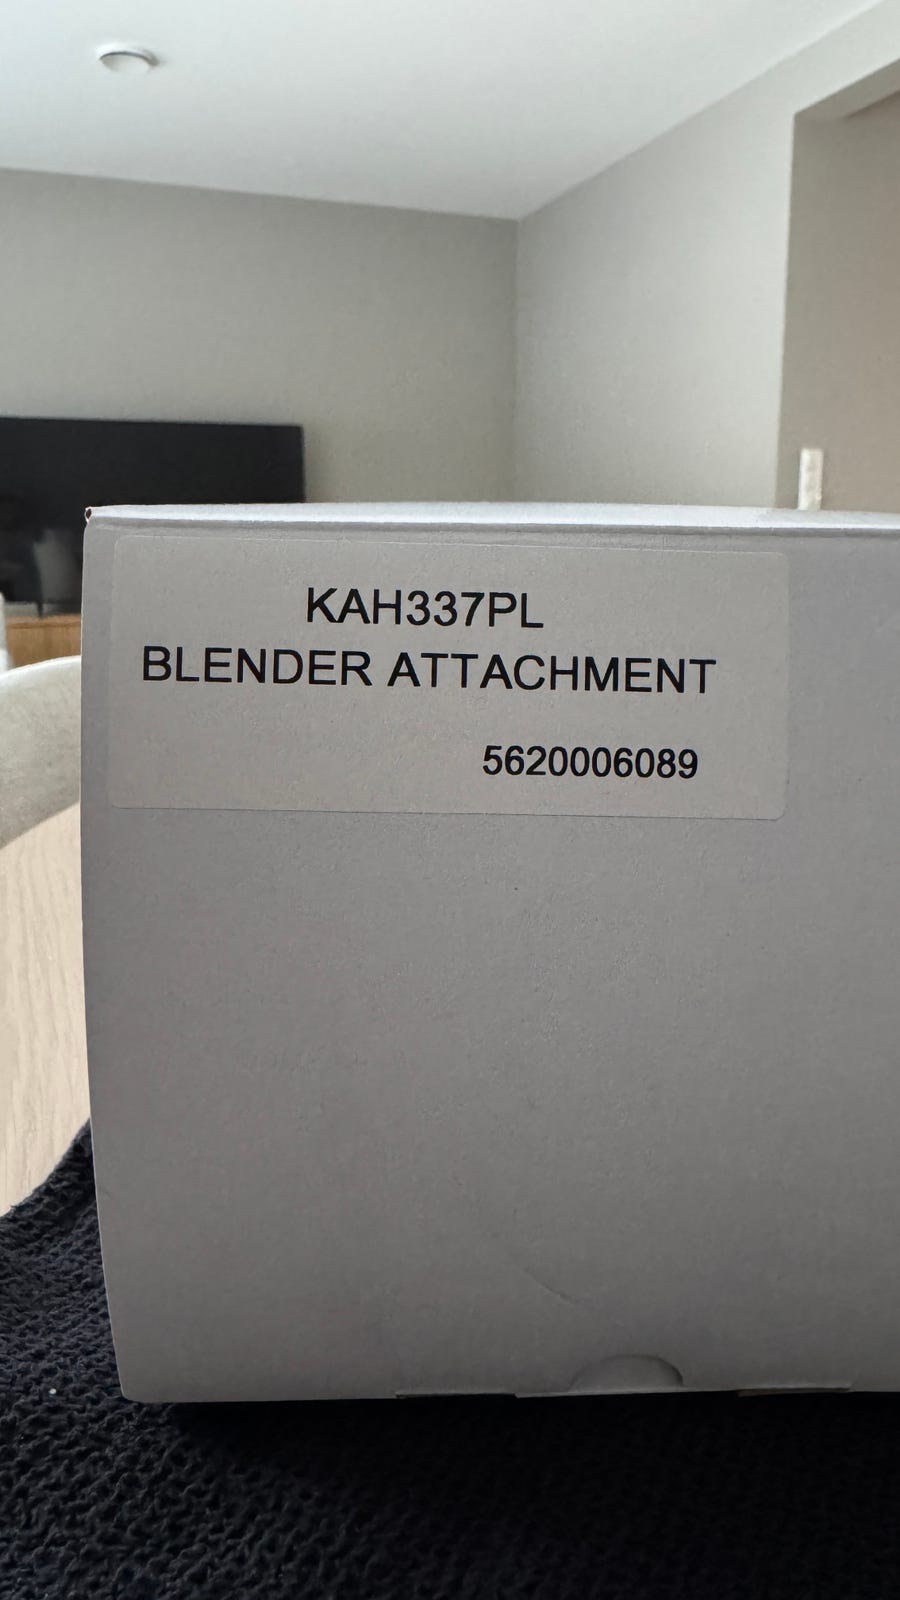 KAH337PL
BLENDER ATTACHMENT
5620006089